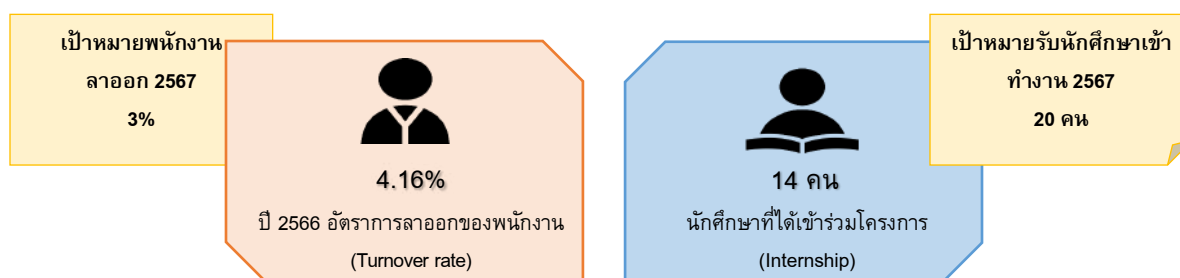 เป้าหมายพนักงาน
ลาออก 2567
3%
4.16%
ปี 2566 อัตราการลาออกของพนักงาน
(Turnover rate)
เป้าหมายรับนักศึกษาเข้า
ทำงาน 2567
20 คน
14 คน
นักศึกษาที่ได้เข้าร่วมโครงการ
(Internship)